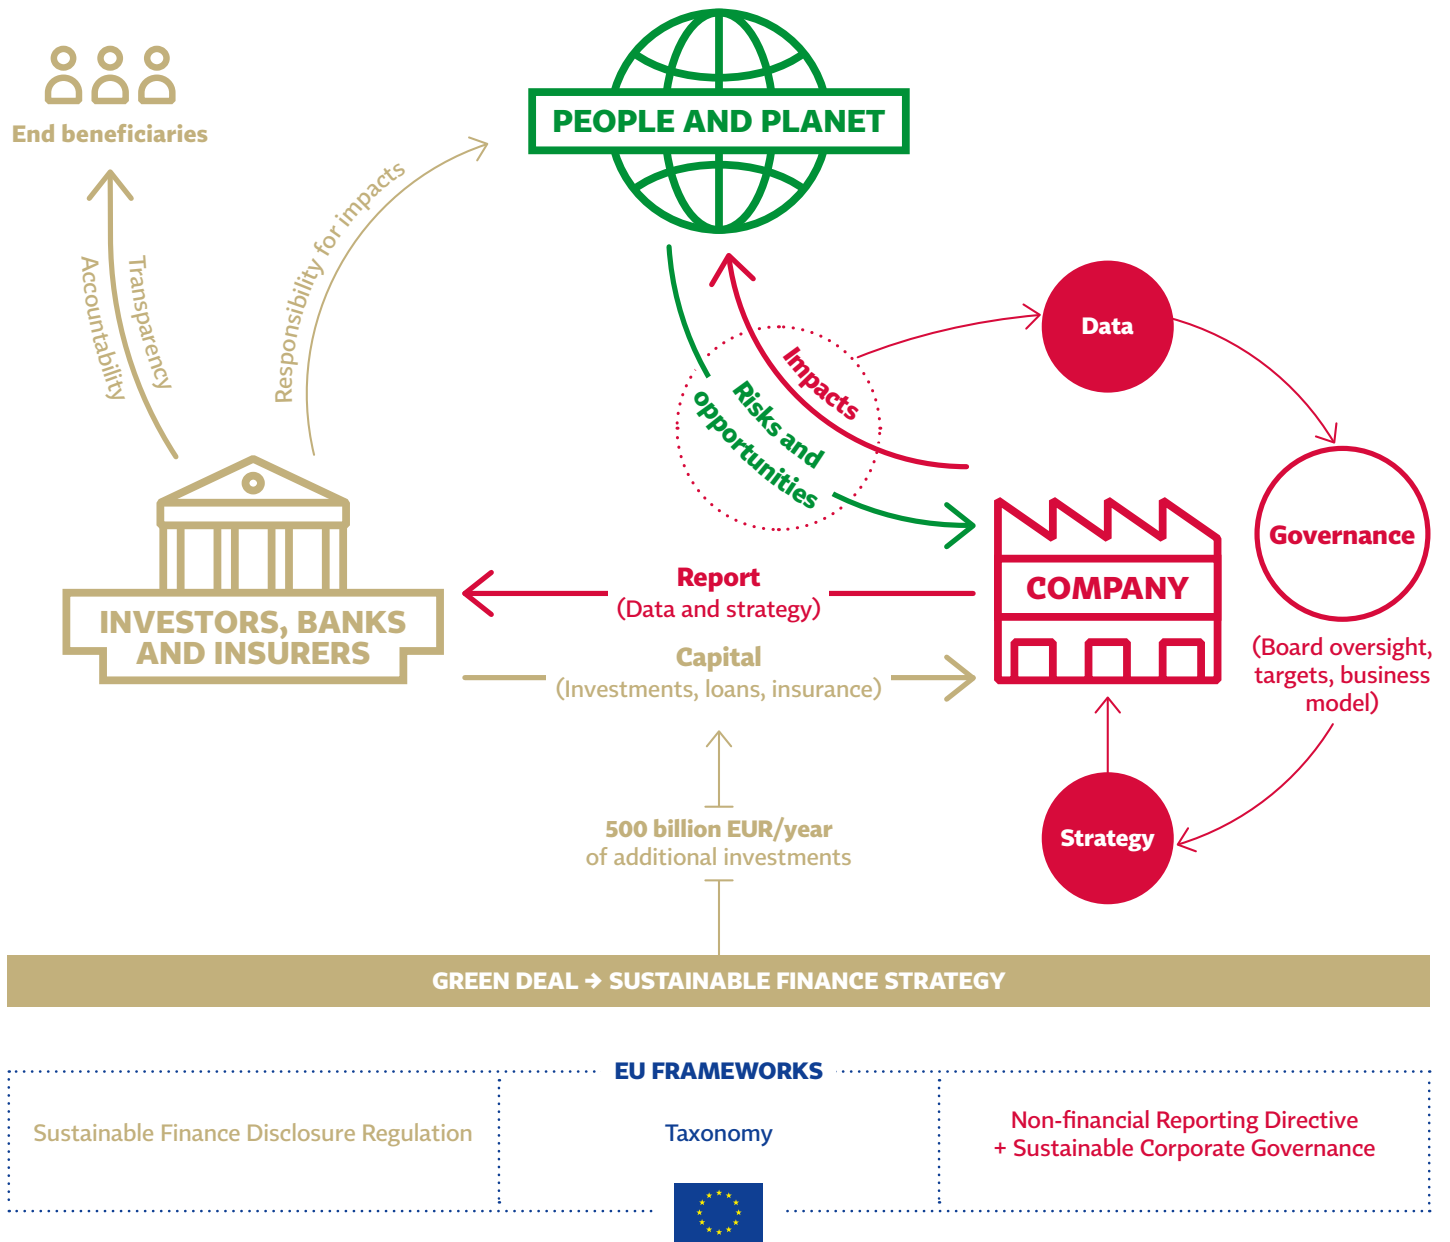 End beneficiaries
PEOPLE AND PLANET
Transparency
Accountability
Responsibility for impacts
Impacts
Risks and
opportunities
Data
Governance
(Board oversight,
targets, business
model)
Strategy
COMPANY
Report
(Data and strategy)
Capital
(Investments, loans, insurance)
INVESTORS, BANKS
AND INSURERS
500 billion EUR/year
of additional investments
GREEN DEAL → SUSTAINABLE FINANCE STRATEGY
EU FRAMEWORKS
Sustainable Finance Disclosure Regulation
Taxonomy
Non-financial Reporting Directive
+ Sustainable Corporate Governance